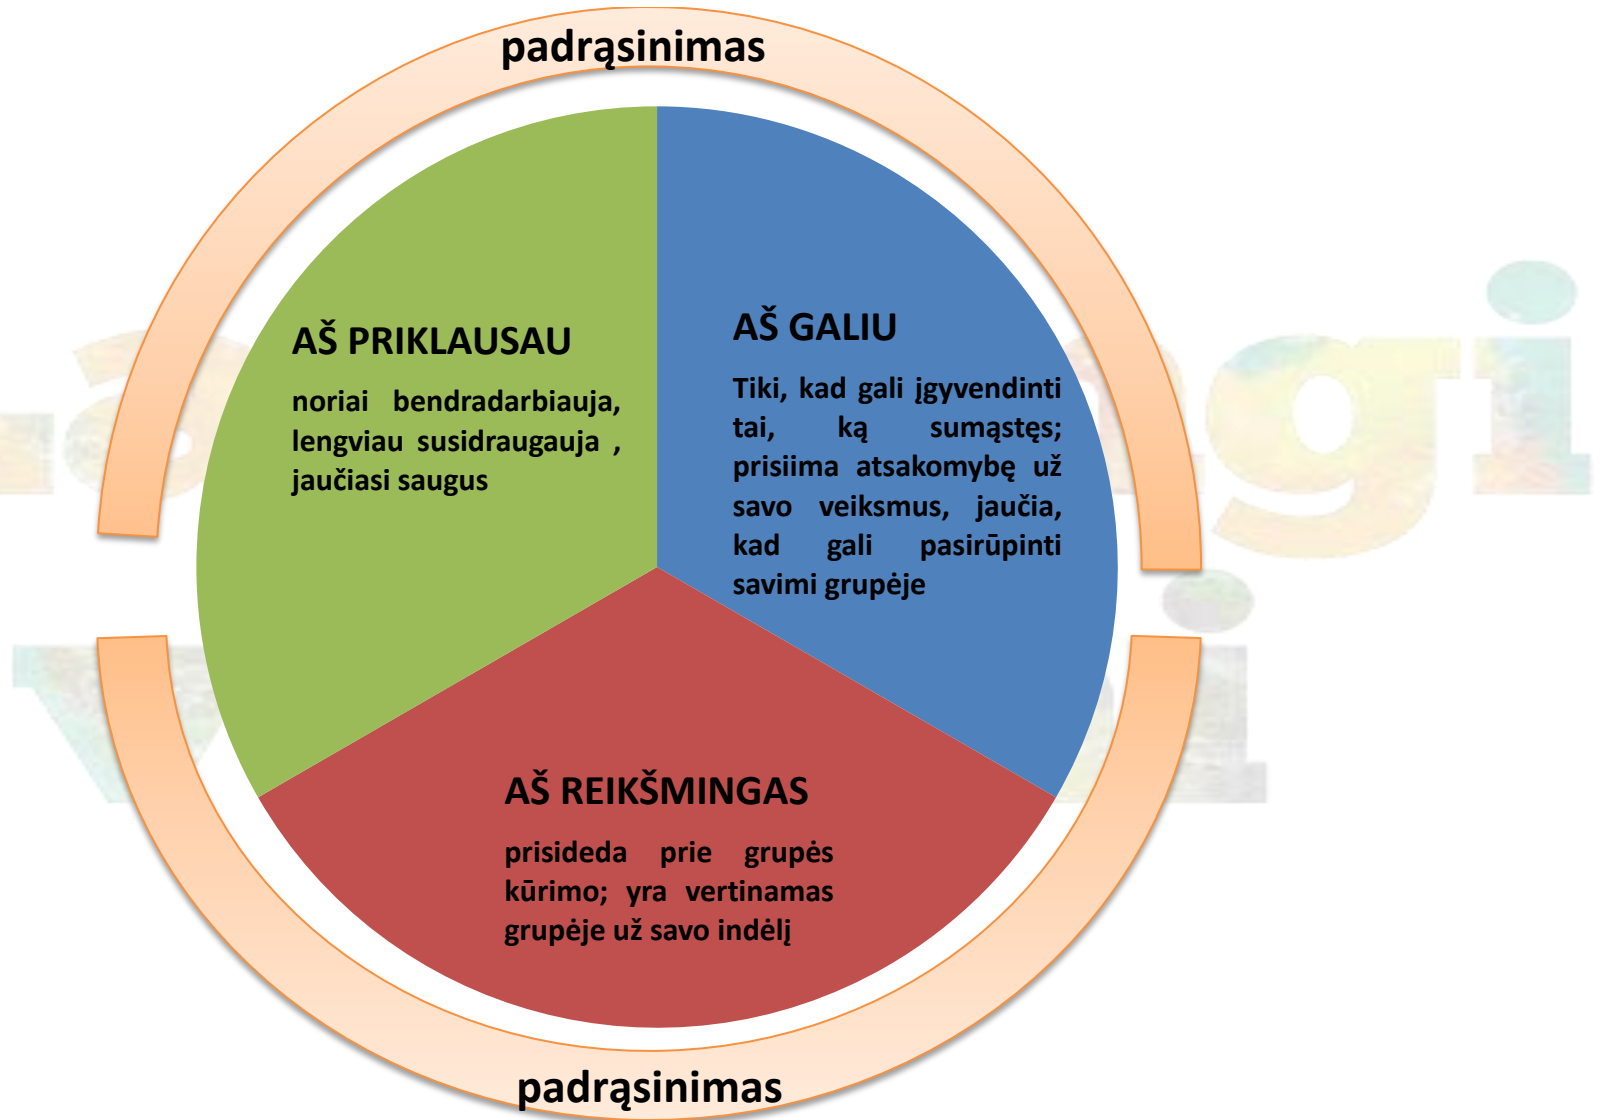 padrąsinimas
AŠ PRIKLAUSAU
noriai bendradarbiauja,
lengviau susidraugauja ,
jaučiasi saugus
AŠ GALIU
Tiki, kad gali įgyvendinti
tai, ką sumąstęs;
prisiima atsakomybę už
savo veiksmus, jaučia,
kad gali pasirūpinti
savimi grupėje
AŠ REIKŠMINGAS
prisideda prie grupės
kūrimo; yra vertinamas
grupėje už savo indėlį
padrąsinimas